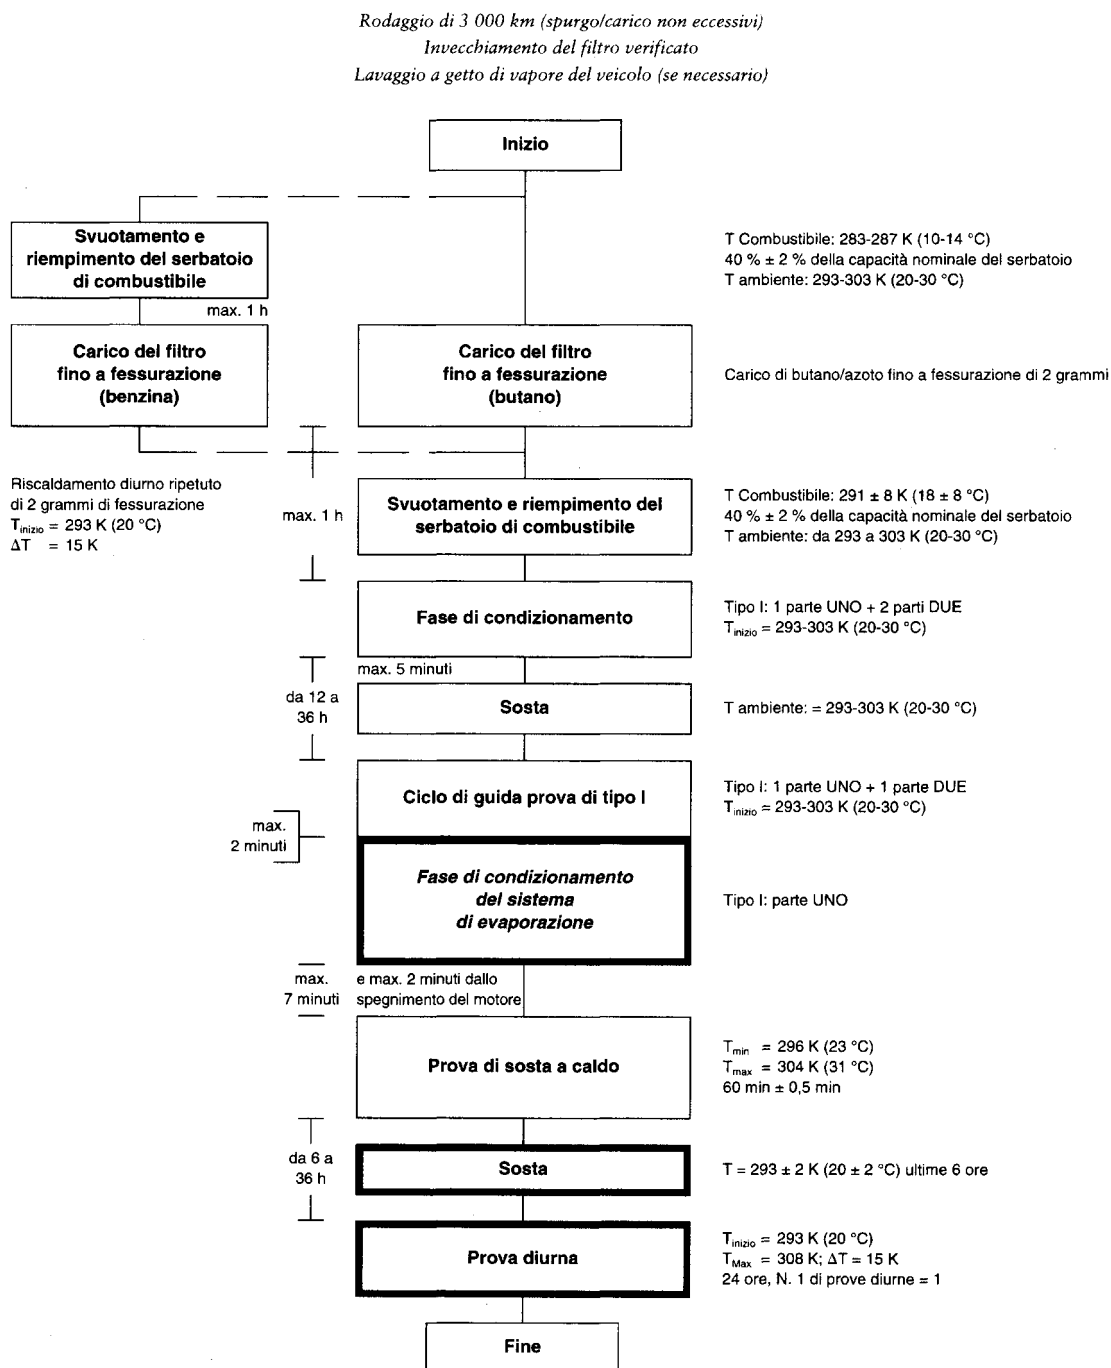 Rodaggio di 3 000 km (spurgo/carico non eccessivi)
Invecchiamento del filtro verificato
Lavaggio a getto di vapore del veicolo (se necessario)
Inizio
Svuotamento e
riempimento del serbatoio
di combustibile
T Combustibile: 283-287 K (10-14 °C)
40 % ± 2 % della capacità nominale del serbatoio
T ambiente: 293-303 K (20-30 °C)
max. 1 h
Carico del filtro
fino a fessurazione
(benzina)
Carico del filtro
fino a fessurazione
(butano)
Carico di butano/azoto fino a fessurazione di 2 grammi
Riscaldamento diurno ripetuto
di 2 grammi di fessurazione
Tinizio = 293 K (20 °C)
ΔT = 15 K
max. 1 h
Svuotamento e riempimento del
serbatoio di combustibile
T Combustibile: 291 ± 8 K (18 ± 8 °C)
40 % ± 2 % della capacità nominale del serbatoio
T ambiente: da 293 a 303 K (20-30 °C)
Fase di condizionamento
Tipo I: 1 parte UNO + 2 parti DUE
Tinizio = 293-303 K (20-30 °C)
max. 5 minuti
da 12 a
36 h
Sosta
T ambiente: = 293-303 K (20-30 °C)
Ciclo di guida prova di tipo I
Tipo I: 1 parte UNO + 1 parte DUE
Tinizio = 293-303 K (20-30 °C)
max.
2 minuti
Fase di condizionamento
del sistema
di evaporazione
Tipo I: parte UNO
max.
7 minuti
e max. 2 minuti dallo
spegnimento del motore
Prova di sosta a caldo
Tmin = 296 K (23 °C)
Tmax = 304 K (31 °C)
60 min ± 0,5 min
da 6 a
36 h
Sosta
T = 293 ± 2 K (20 ± 2 °C) ultime 6 ore
Prova diurna
Tinizio = 293 K (20 °C)
TMax = 308 K; ΔT = 15 K
24 ore, N. 1 di prove diurne = 1
Fine